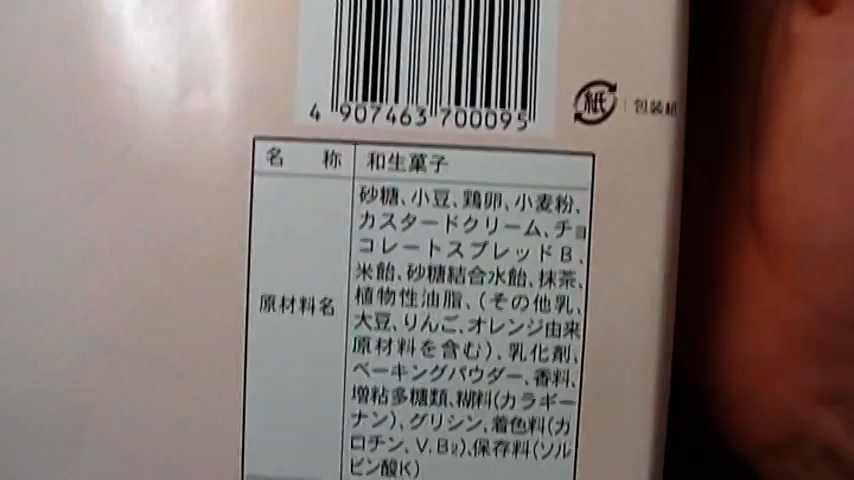 4 907463 700095
紙 : 包装紙
名称 和生菓子
原材料名
砂糖、小豆、鶏卵、小麦粉、
カスタードクリーム、チョ
コレートスプレッドB、
米飴、砂糖結合水飴、抹茶、
植物性油脂、(その他乳、
大豆、りんご、オレンジ由来
原材料を含む)、乳化剤、
ベーキングパウダー、香料、
増粘多糖類、糊料(カラギー
ナン)、グリシン、着色料(カ
ロチン、V.B₂)、保存料(ソル
ビン酸K)